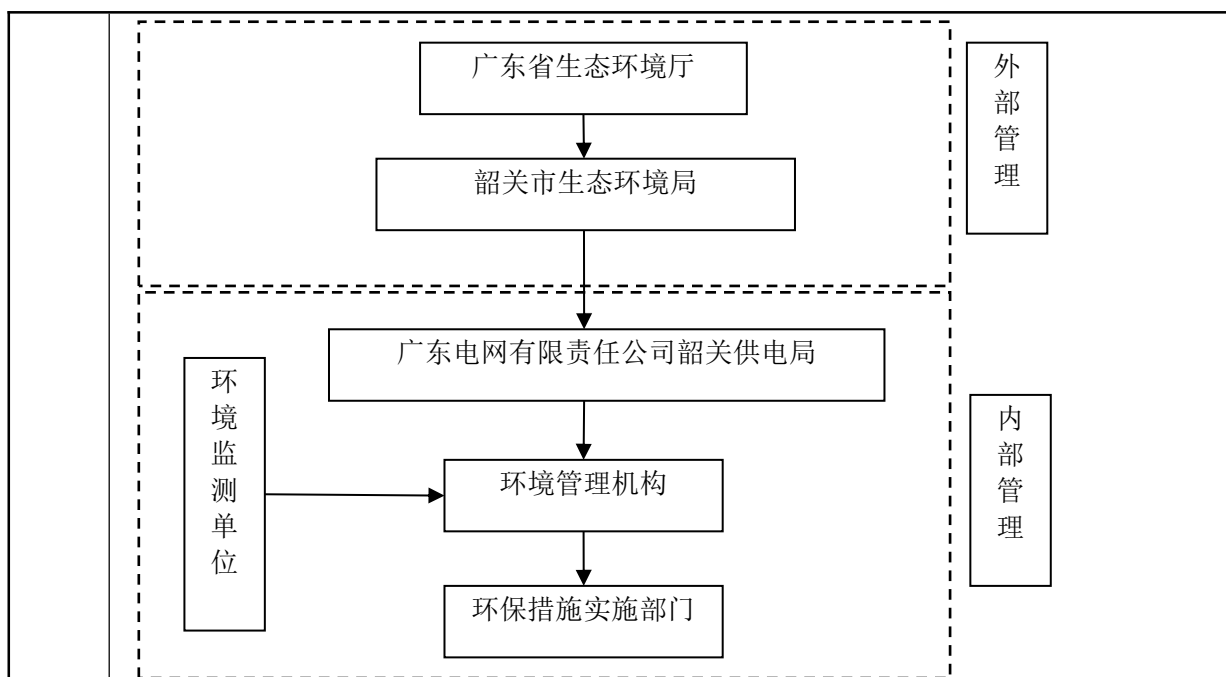 广东省生态环境厅
外部管理
韶关市生态环境局
广东电网有限责任公司韶关供电局
环境监测单位
内部管理
环境管理机构
环保措施实施部门